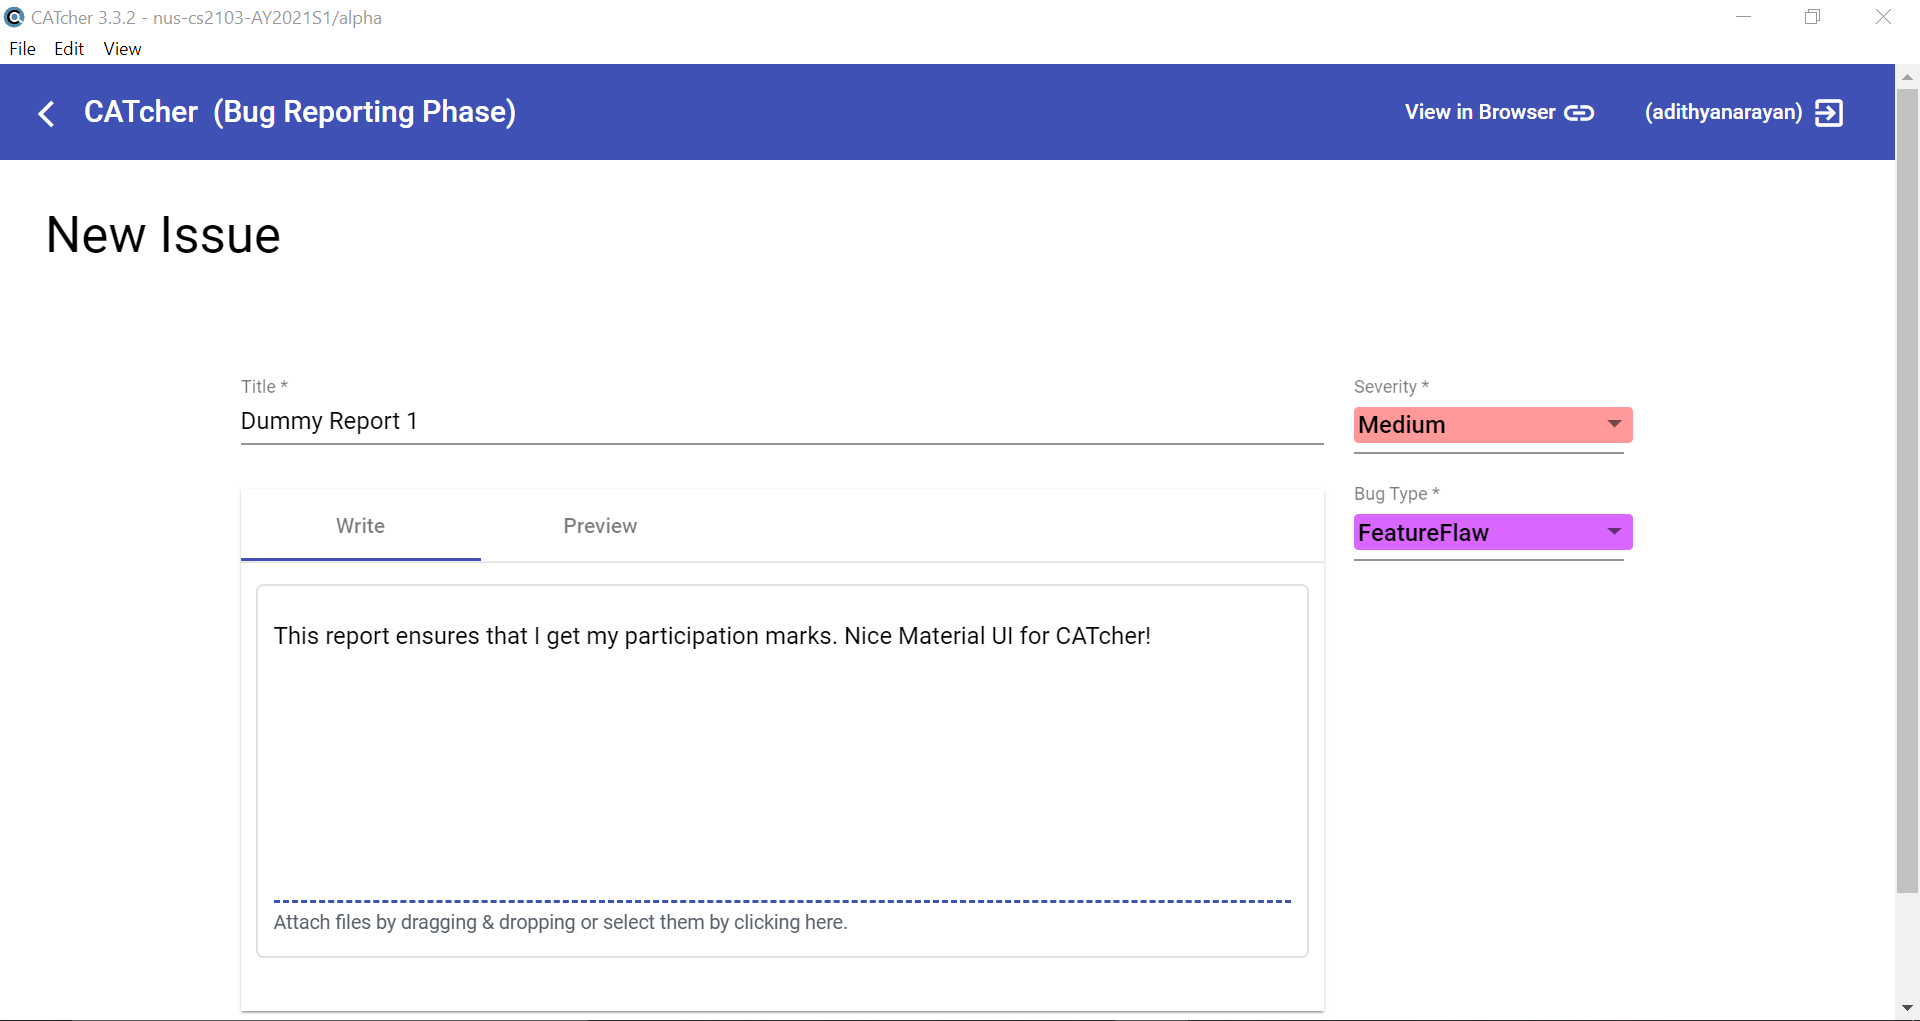 CATcher 3.3.2 - nus-cs2103-AY2021S1/alpha
File Edit View
CATcher (Bug Reporting Phase)
View in Browser
(adithyanarayan)
New Issue
Title *
Dummy Report 1
Severity *
Medium
Bug Type *
FeatureFlaw
Write
Preview
This report ensures that I get my participation marks. Nice Material UI for CATcher!
Attach files by dragging & dropping or select them by clicking here.